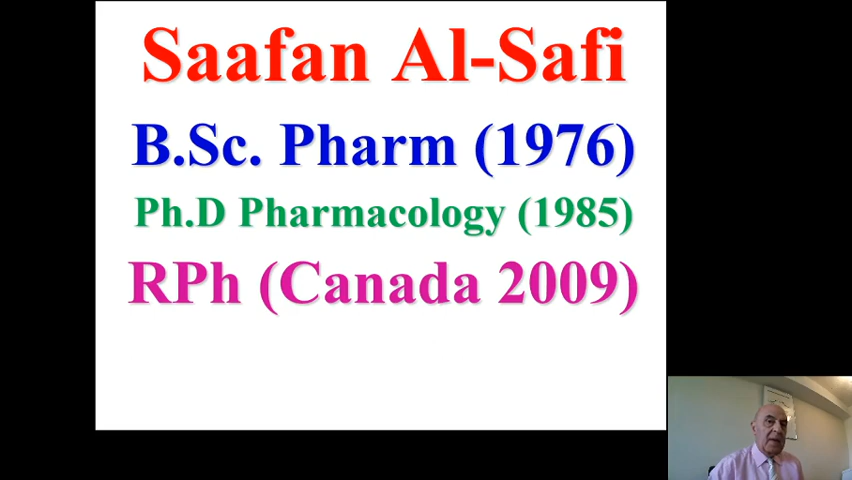 Saafan Al-Safi
B.Sc. Pharm (1976)
Ph.D Pharmacology (1985)
RPh (Canada 2009)